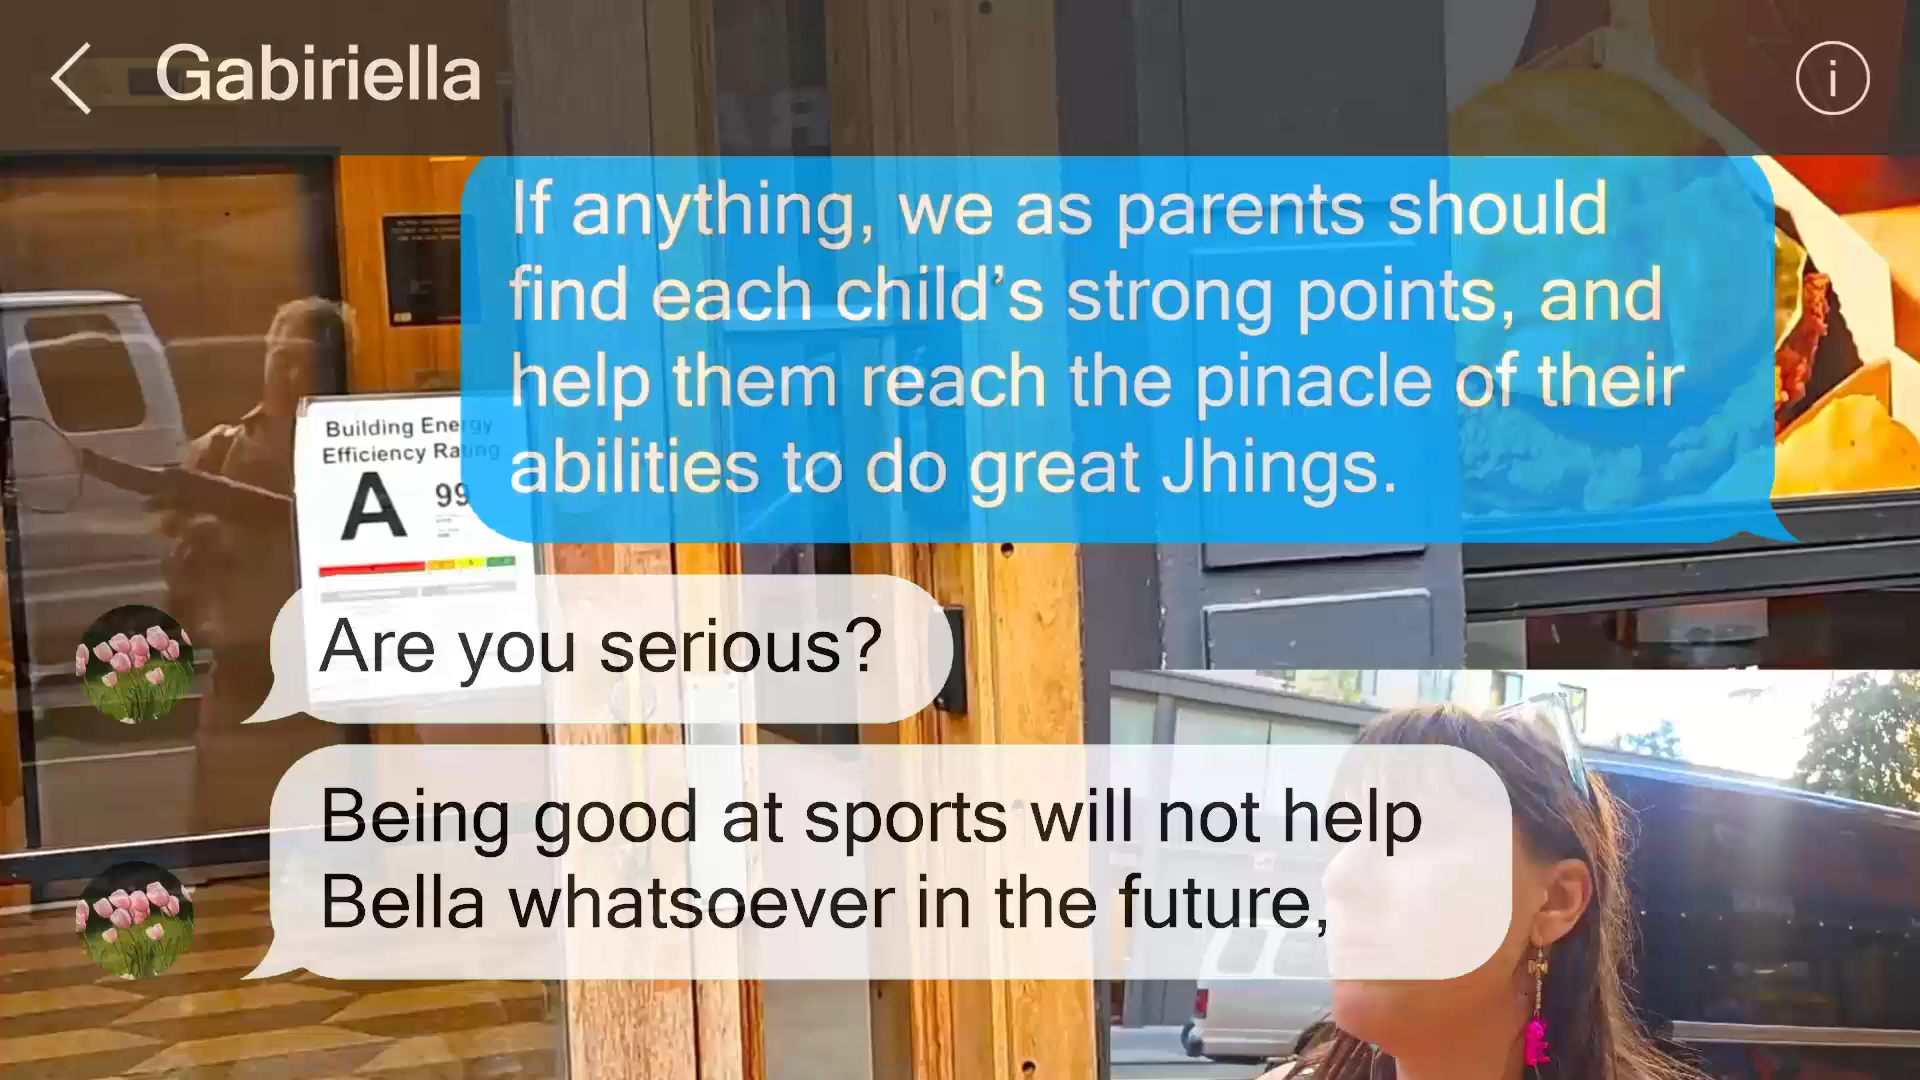 Gabiriella
If anything, we as parents should
find each child's strong points, and
help them reach the pinacle of their
abilities to do great Jhings.
Building Energy
Efficiency Rating
A 99
Are you serious?
Being good at sports will not help
Bella whatsoever in the future,